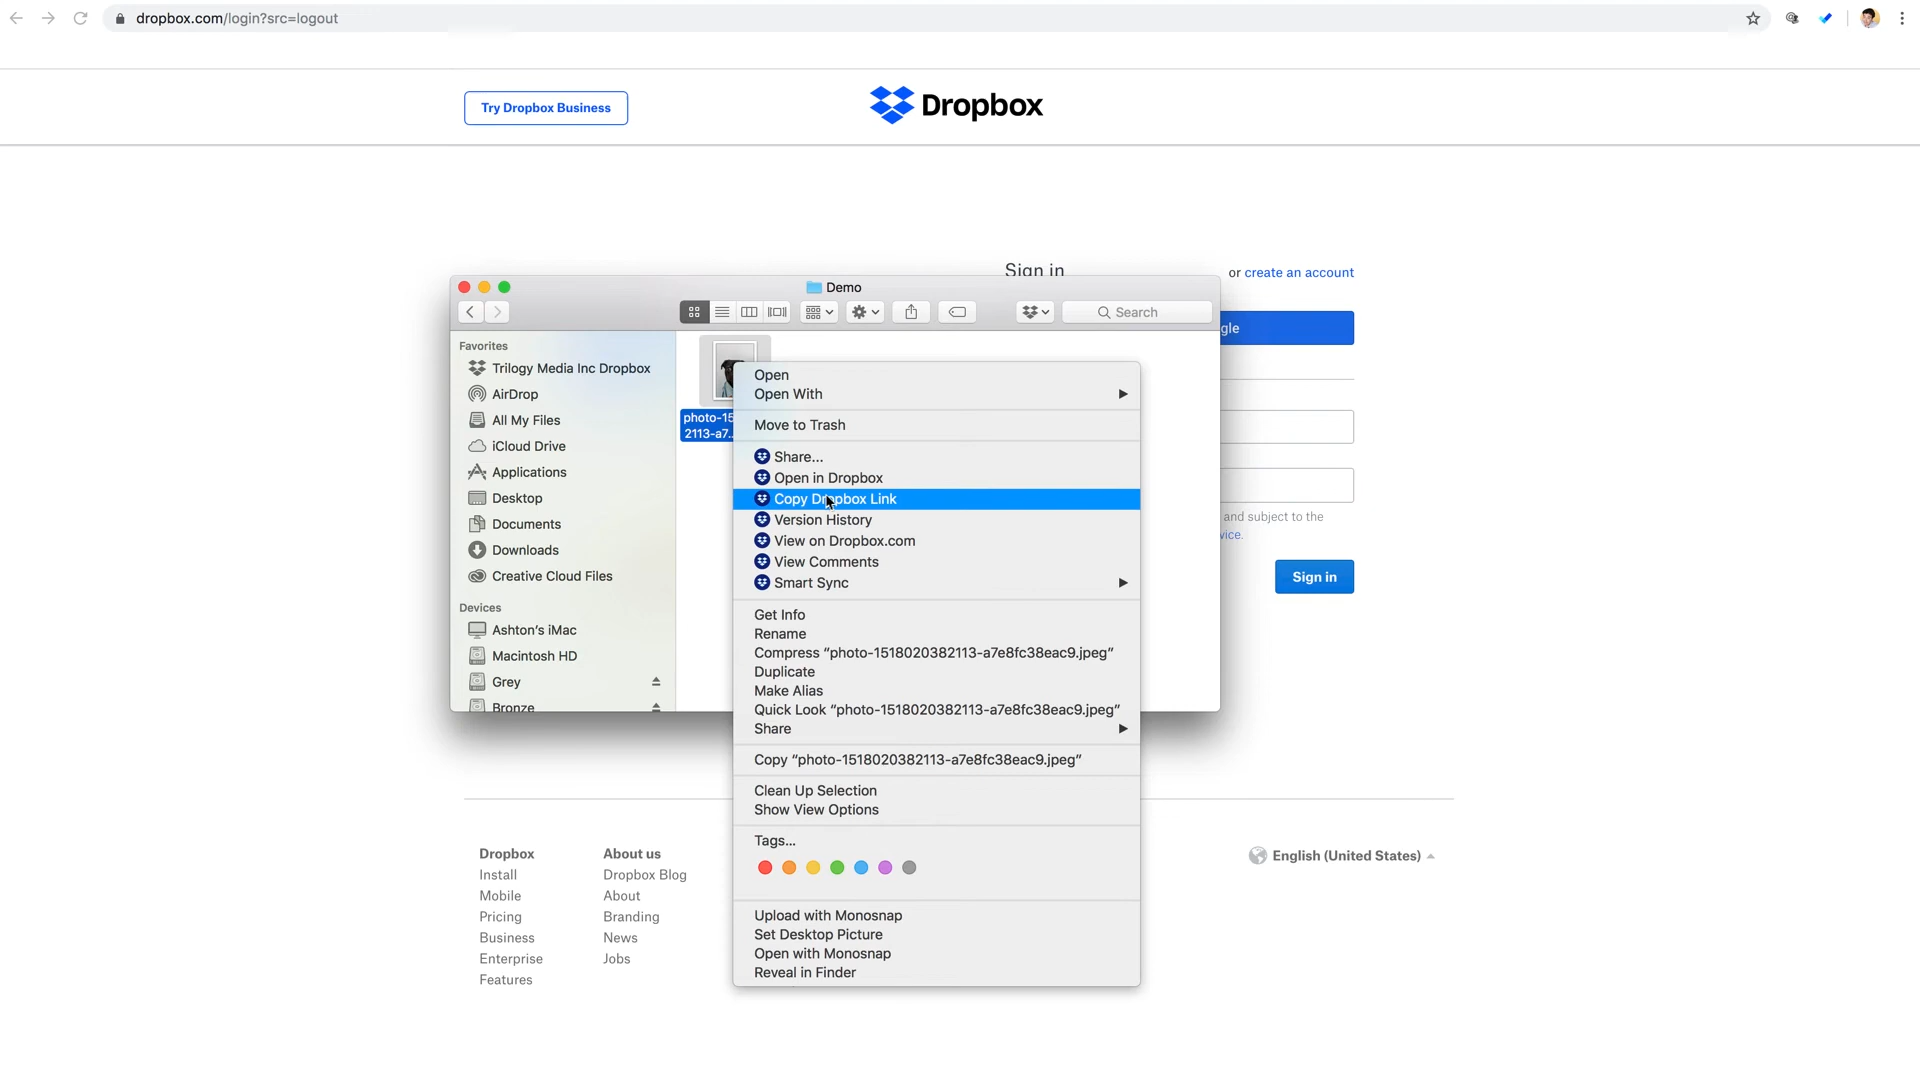 dropbox.com/login?src=logout
Try Dropbox Business
Dropbox
Sign in
or create an account
Demo
Search
gle
Favorites
Trilogy Media Inc Dropbox
AirDrop
All My Files
iCloud Drive
Applications
Desktop
Documents
Downloads
Creative Cloud Files
Devices
Ashton's iMac
Macintosh HD
Grey
Bronze
photo-15
2113-a7..
Open
Open With
Move to Trash
Share...
Open in Dropbox
Copy Dropbox Link
Version History
View on Dropbox.com
View Comments
Smart Sync
Get Info
Rename
Compress “photo-1518020382113-a7e8fc38eac9.jpeg”
Duplicate
Make Alias
Quick Look “photo-1518020382113-a7e8fc38eac9.jpeg”
Share
Copy “photo-1518020382113-a7e8fc38eac9.jpeg”
Clean Up Selection
Show View Options
Tags...
Upload with Monosnap
Set Desktop Picture
Open with Monosnap
Reveal in Finder
and subject to the
vice.
Sign in
Dropbox
Install
Mobile
Pricing
Business
Enterprise
Features
About us
Dropbox Blog
About
Branding
News
Jobs
English (United States)